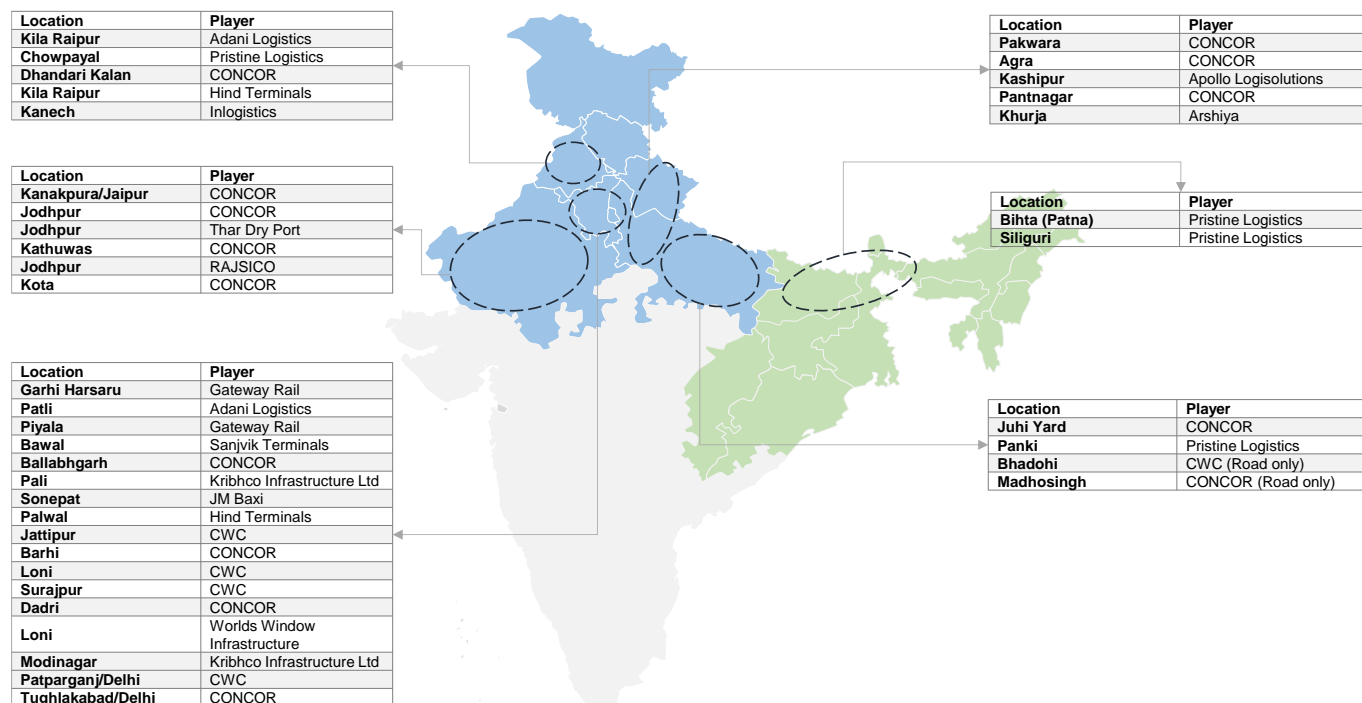 Location Player
Kila Raipur Adani Logistics
Chowpayal Pristine Logistics
Dhandari Kalan CONCOR
Kila Raipur Hind Terminals
Kanech Inlogistics
Location Player
Kanakpura/Jaipur CONCOR
Jodhpur CONCOR
Jodhpur Thar Dry Port
Kathuwas CONCOR
Jodhpur RAJSICO
Kota CONCOR
Location Player
Garhi Harsaru Gateway Rail
Patli Adani Logistics
Piyala Gateway Rail
Bawal Sanjvik Terminals
Ballabhgarh CONCOR
Pali Kribhco Infrastructure Ltd
Sonepat JM Baxi
Palwal Hind Terminals
Jattipur CWC
Barhi CONCOR
Loni CWC
Surajpur CWC
Dadri CONCOR
Loni Worlds Window
Infrastructure
Modinagar Kribhco Infrastructure Ltd
Patparganj/Delhi CWC
Tughlakabad/Delhi CONCOR
Location Player
Pakwara CONCOR
Agra CONCOR
Kashipur Apollo Logisolutions
Pantnagar CONCOR
Khurja Arshiya
Location Player
Bihta (Patna) Pristine Logistics
Siliguri Pristine Logistics
Location Player
Juhi Yard CONCOR
Panki Pristine Logistics
Bhadohi CWC (Road only)
Madhosingh CONCOR (Road only)